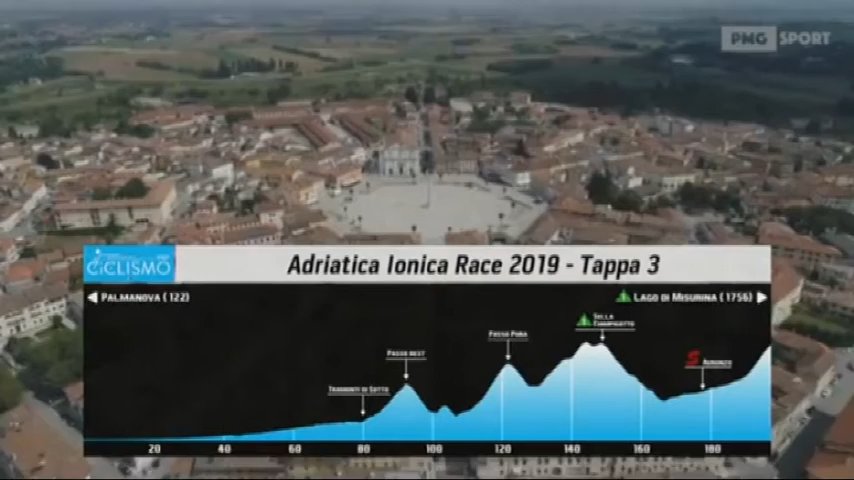 PMG SPORT
CICLISMO
Adriatica Ionica Race 2019 - Tappa 3
PALMANOVA (122)
LAGO DI MISURINA (1756)
SELLA
CIAMPIGOTTO
PASSO PURA
PASSO REST
S
AURONZO
TRAMONTI DI SOTTO
20 40 60 80 100 120 140 160 180